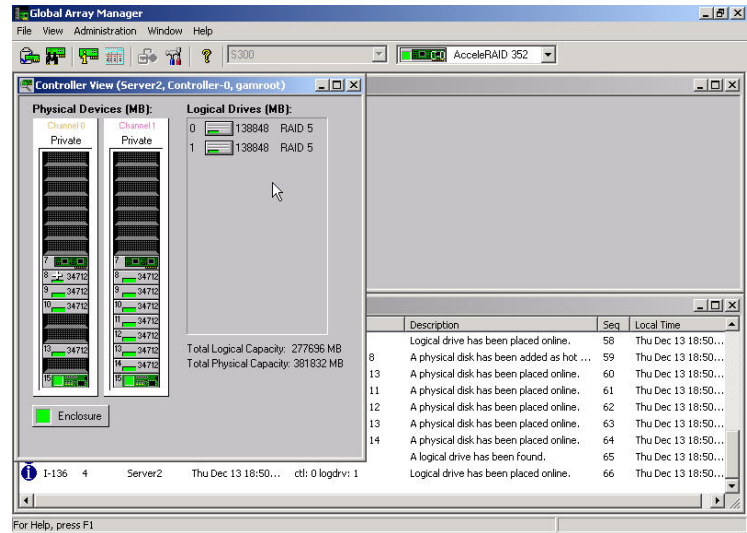 Global Array Manager
File View Administration Window Help
S300
C-0 AcceleRAID 352
Controller View (Server2, Controller-0, gamroot)
Physical Devices (MB):
Logical Drives (MB):
Channel 0
Channel 1
Private
Private
0 138848 RAID 5
1 138848 RAID 5
7
7
8 34712
8 34712
9 34712
9 34712
10 34712
10 34712
11 34712
12 34712
13 34712
13 34712
14 34712
15
15
Total Logical Capacity: 277696 MB
Total Physical Capacity: 381832 MB
Enclosure
Description Seq Local Time
Logical drive has been placed online. 58 Thu Dec 13 18:50...
8 A physical disk has been added as hot ... 59 Thu Dec 13 18:50...
13 A physical disk has been placed online. 60 Thu Dec 13 18:50...
11 A physical disk has been placed online. 61 Thu Dec 13 18:50...
12 A physical disk has been placed online. 62 Thu Dec 13 18:50...
13 A physical disk has been placed online. 63 Thu Dec 13 18:50...
14 A physical disk has been placed online. 64 Thu Dec 13 18:50...
A logical drive has been found. 65 Thu Dec 13 18:50...
I-136 4 Server2 Thu Dec 13 18:50... ctl: 0 logdrv: 1 Logical drive has been placed online. 66 Thu Dec 13 18:50...
For Help, press F1